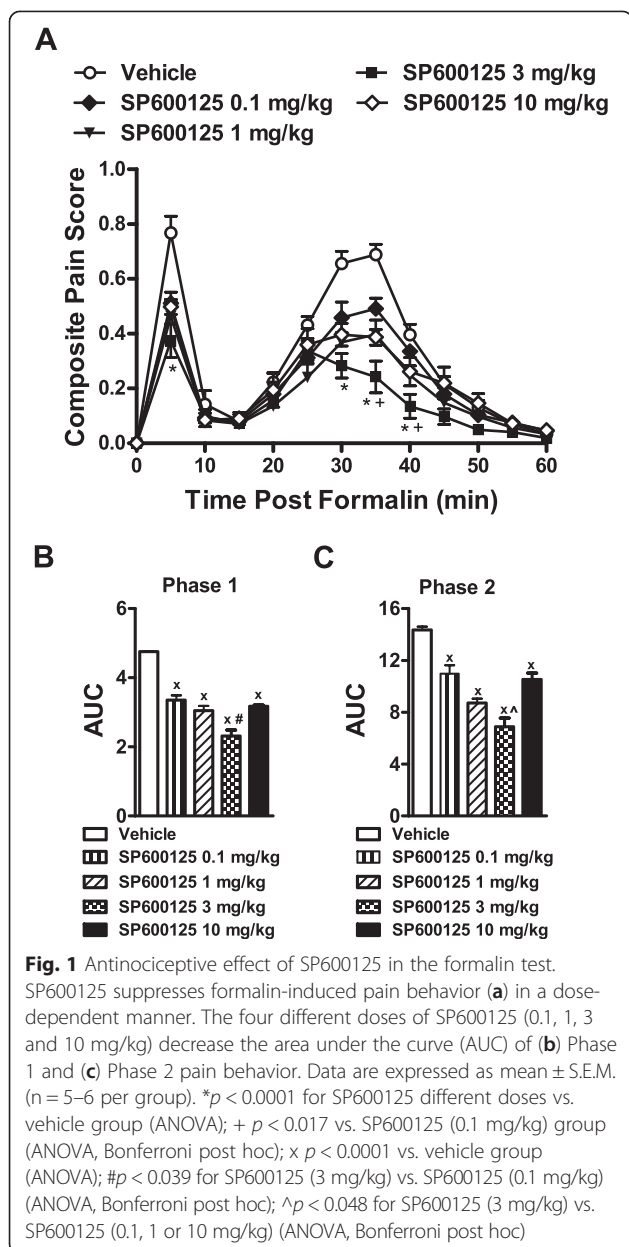 A
Vehicle
SP600125 3 mg/kg
SP600125 0.1 mg/kg
SP600125 10 mg/kg
SP600125 1 mg/kg
Composite Pain Score
1.0
0.8
0.6
0.4
0.2
0.0
*
*
* +
* +
0 10 20 30 40 50 60
Time Post Formalin (min)
B
Phase 1
AUC
6
4
2
0
x
x
x #
x
Vehicle
SP600125 0.1 mg/kg
SP600125 1 mg/kg
SP600125 3 mg/kg
SP600125 10 mg/kg
C
Phase 2
AUC
16
12
8
4
0
x
x
x ^
x
Vehicle
SP600125 0.1 mg/kg
SP600125 1 mg/kg
SP600125 3 mg/kg
SP600125 10 mg/kg
Fig. 1 Antinociceptive effect of SP600125 in the formalin test.
SP600125 suppresses formalin-induced pain behavior (a) in a dose-
dependent manner. The four different doses of SP600125 (0.1, 1, 3
and 10 mg/kg) decrease the area under the curve (AUC) of (b) Phase
1 and (c) Phase 2 pain behavior. Data are expressed as mean ± S.E.M.
(n = 5–6 per group). *p < 0.0001 for SP600125 different doses vs.
vehicle group (ANOVA); + p < 0.017 vs. SP600125 (0.1 mg/kg) group
(ANOVA, Bonferroni post hoc); x p < 0.0001 vs. vehicle group
(ANOVA); #p < 0.039 for SP600125 (3 mg/kg) vs. SP600125 (0.1 mg/kg)
(ANOVA, Bonferroni post hoc); ^p < 0.048 for SP600125 (3 mg/kg) vs.
SP600125 (0.1, 1 or 10 mg/kg) (ANOVA, Bonferroni post hoc)